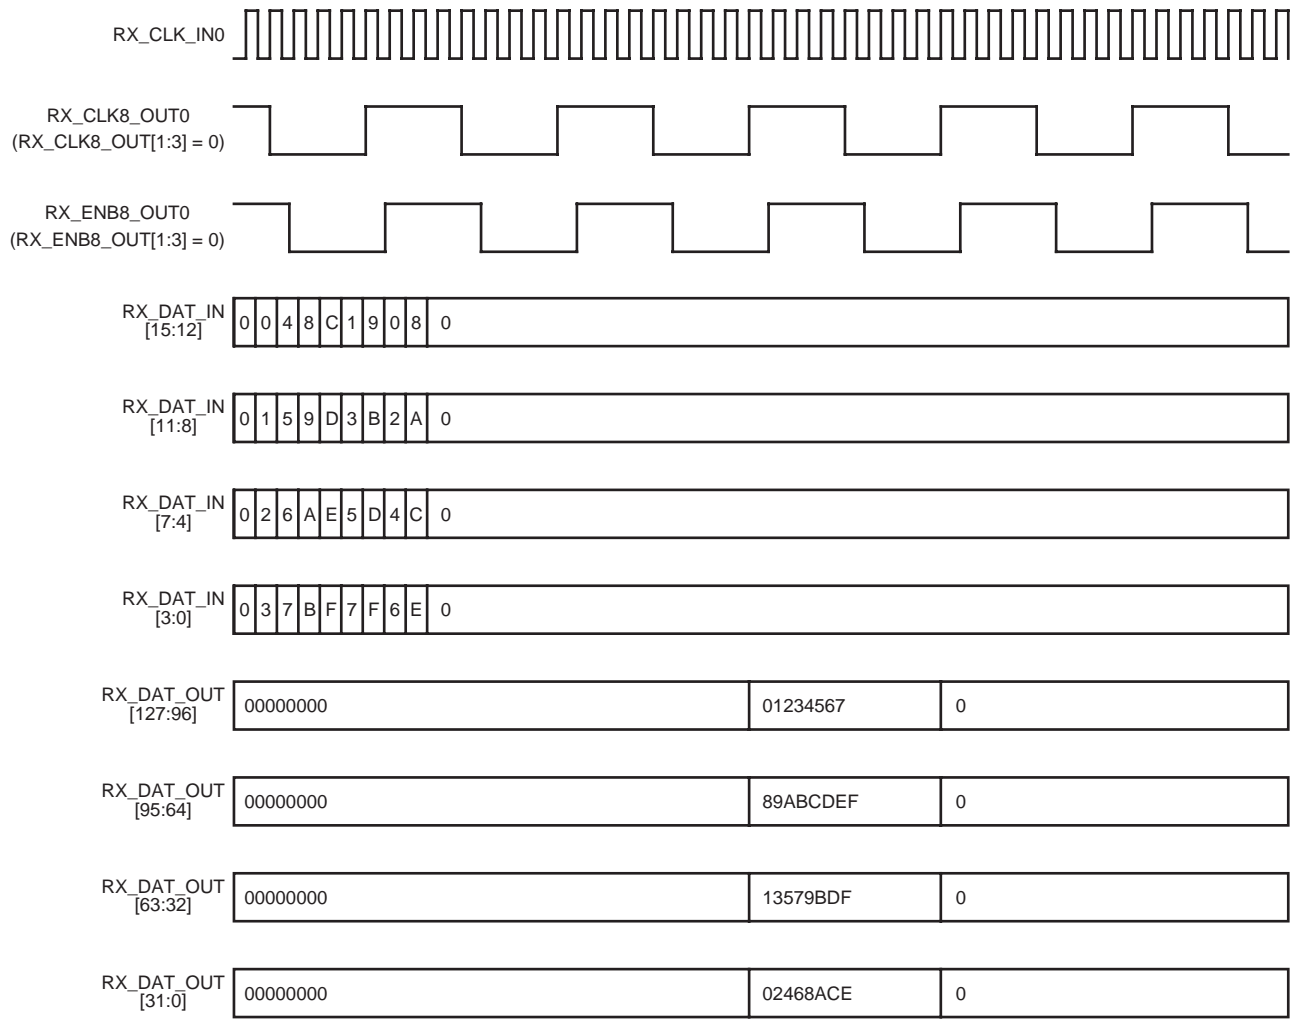 RX_CLK_IN0
RX_CLK8_OUT0
(RX_CLK8_OUT[1:3] = 0)
RX_ENB8_OUT0
(RX_ENB8_OUT[1:3] = 0)
RX_DAT_IN
[15:12]
0 0 4 8 C 1 9 0 8 0
RX_DAT_IN
[11:8]
0 1 5 9 D 3 B 2 A 0
RX_DAT_IN
[7:4]
0 2 6 A E 5 D 4 C 0
RX_DAT_IN
[3:0]
0 3 7 B F 7 F 6 E 0
RX_DAT_OUT
[127:96]
00000000 01234567 0
RX_DAT_OUT
[95:64]
00000000 89ABCDEF 0
RX_DAT_OUT
[63:32]
00000000 13579BDF 0
RX_DAT_OUT
[31:0]
00000000 02468ACE 0